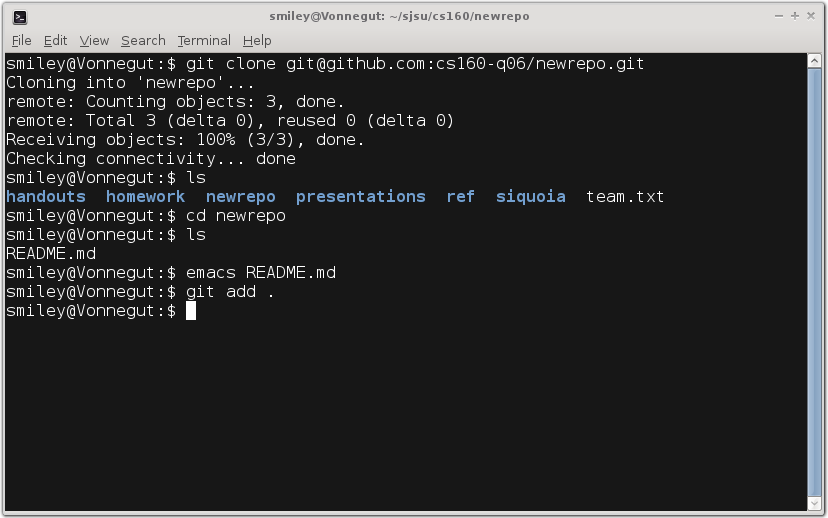 smiley@Vonnegut: ~/sjsu/cs160/newrepo
File Edit View Search Terminal Help
smiley@Vonnegut:$ git clone git@github.com:cs160-q06/newrepo.git
Cloning into 'newrepo'...
remote: Counting objects: 3, done.
remote: Total 3 (delta 0), reused 0 (delta 0)
Receiving objects: 100% (3/3), done.
Checking connectivity... done
smiley@Vonnegut:$ ls
handouts  homework  newrepo  presentations  ref  siquoia  team.txt
smiley@Vonnegut:$ cd newrepo
smiley@Vonnegut:$ ls
README.md
smiley@Vonnegut:$ emacs README.md
smiley@Vonnegut:$ git add .
smiley@Vonnegut:$